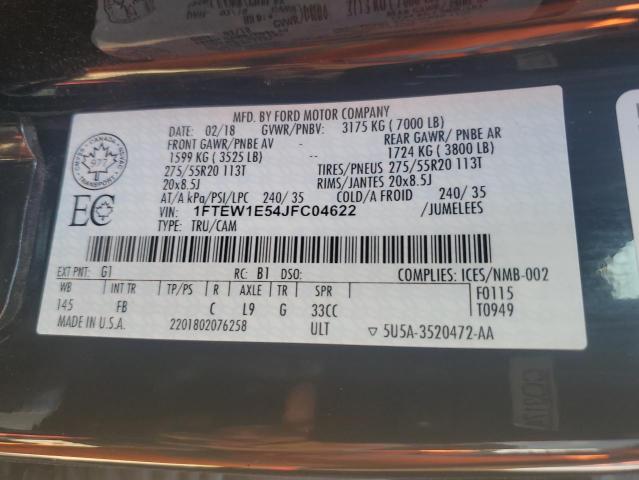 MFD. BY FORD MOTOR COMPANY
DATE: 02/18 GVWR/PNBV: 3175 KG ( 7000 LB)
FRONT GAWR/PNBE AV -- REAR GAWR/ PNBE AR
1599 KG ( 3525 LB) -- 1724 KG ( 3800 LB)
275/55R20 113T TIRES/PNEUS 275/55R20 113T
20x8.5J RIMS/JANTES 20x8.5J
AT/A kPa/PSI/LPC 240/ 35 COLD/A FROID 240/ 35
VIN: 1FTEW1E54JFC04622 /JUMELEES
TYPE: TRU/CAM
CANADA
977
TRANSPORT
EC
EXT PNT: G1 RC: B1 DSO: COMPLIES: ICES/NMB-002
WB INT TR TP/PS R AXLE TR SPR F0115
145 FB C L9 G 33CC T0949
MADE IN U.S.A. 2201802076258 ULT ▽ 5U5A-3520472-AA